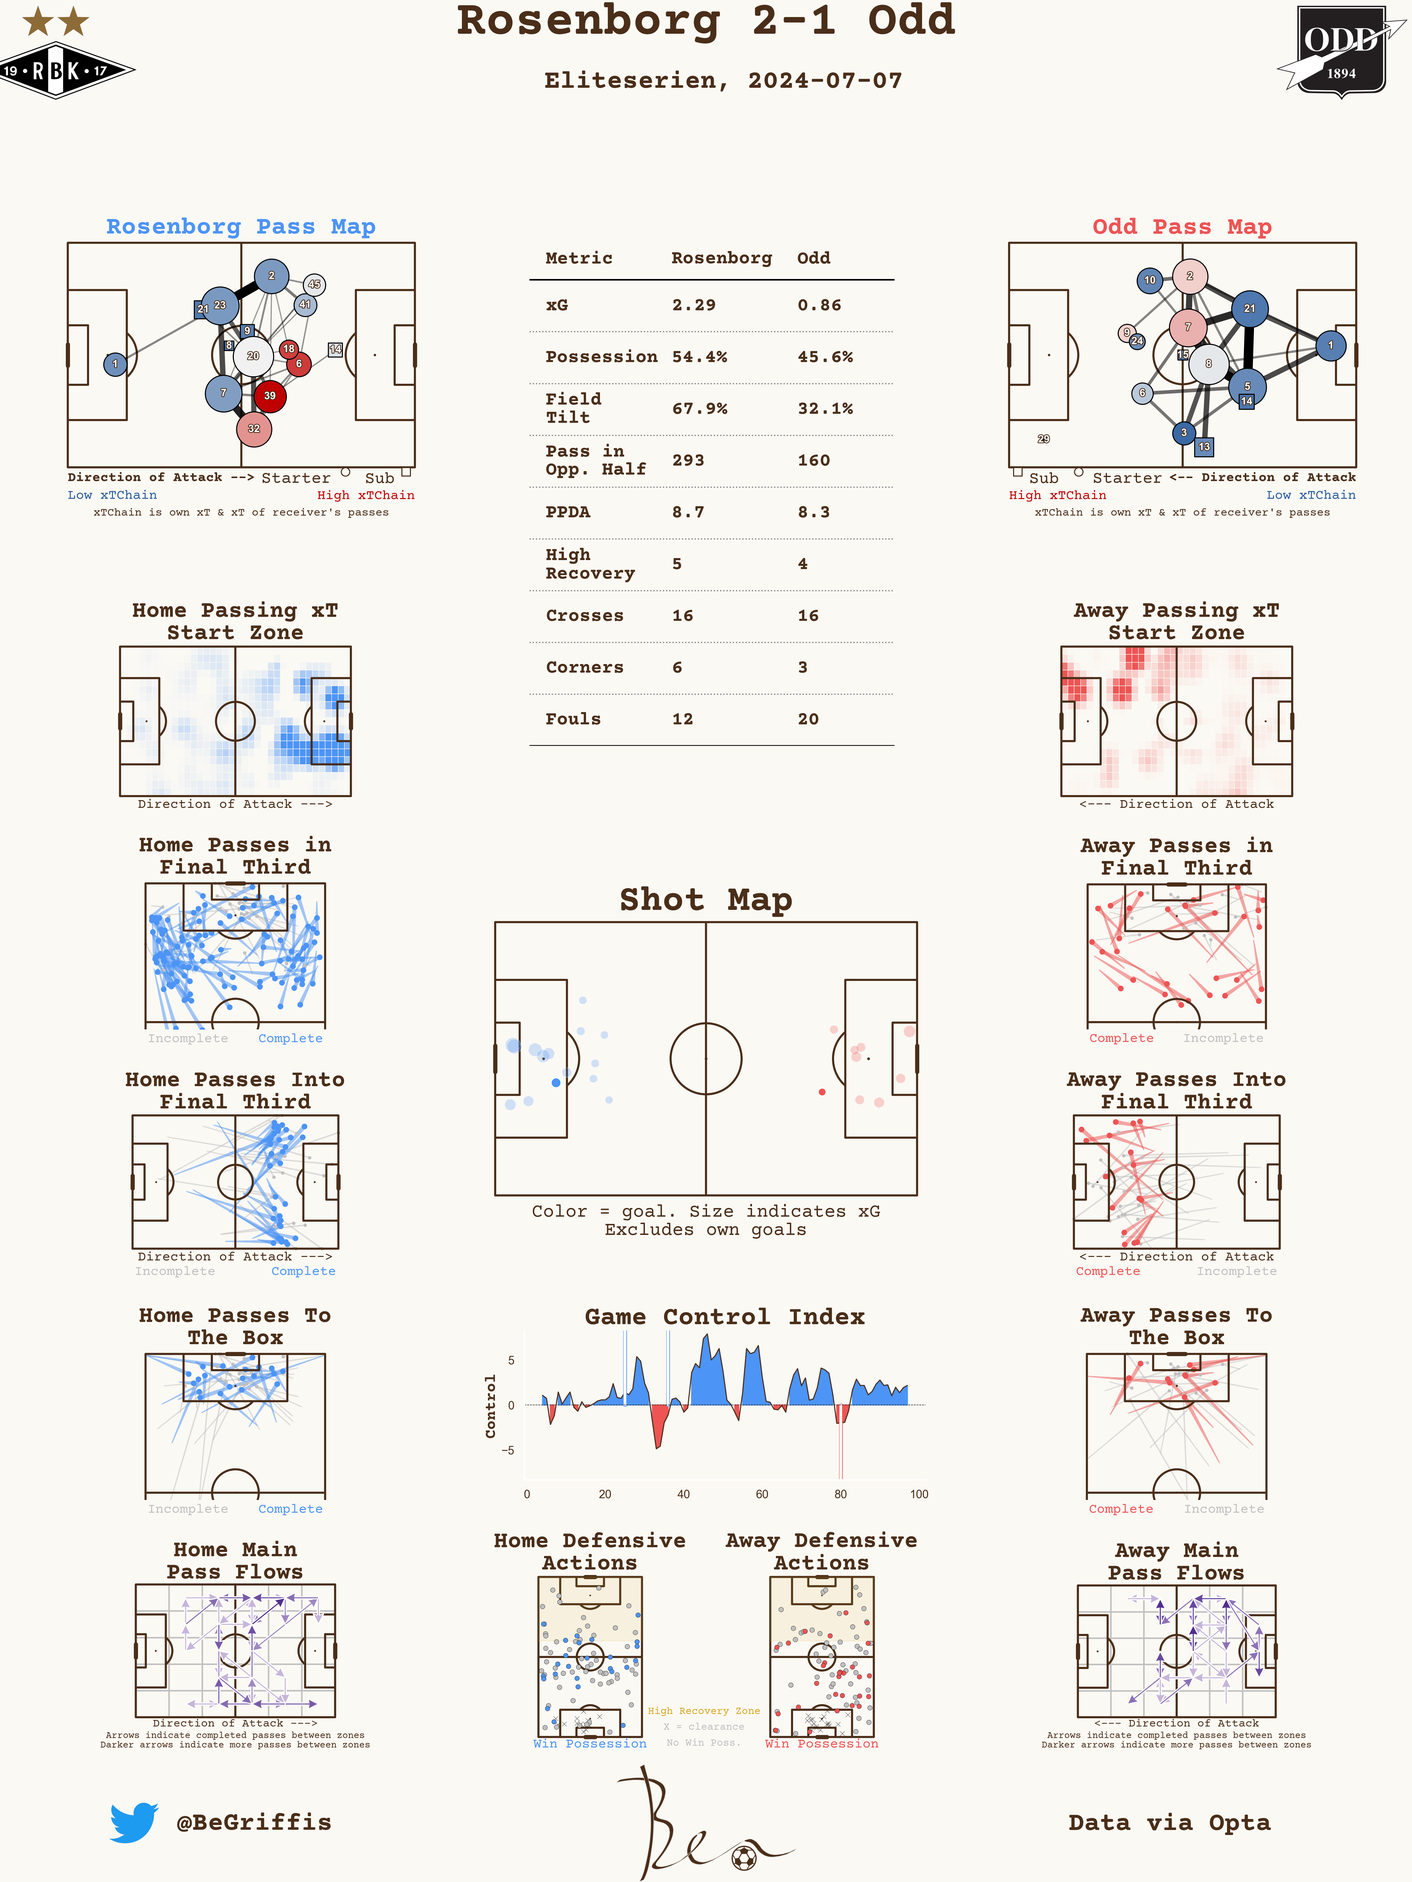 Rosenborg 2-1 Odd
Eliteserien, 2024-07-07
19 • RBK • 17
ODD
1894
Rosenborg Pass Map
2
45
21
23
41
9
8
20
18
14
1
6
7
39
32
Direction of Attack --> Starter Sub
Low xTChain High xTChain
xTChain is own xT & xT of receiver's passes
Metric Rosenborg Odd
xG 2.29 0.86
Possession 54.4% 45.6%
Field
Tilt 67.9% 32.1%
Pass in
Opp. Half 293 160
PPDA 8.7 8.3
High
Recovery 5 4
Crosses 16 16
Corners 6 3
Fouls 12 20
Odd Pass Map
10
2
21
9
24
7
15
8
1
6
5
14
3
13
29
Sub Starter <-- Direction of Attack
High xTChain Low xTChain
xTChain is own xT & xT of receiver's passes
Home Passing xT
Start Zone
Direction of Attack --->
Away Passing xT
Start Zone
<--- Direction of Attack
Home Passes in
Final Third
Incomplete Complete
Away Passes in
Final Third
Complete Incomplete
Shot Map
Color = goal. Size indicates xG
Excludes own goals
Home Passes Into
Final Third
Direction of Attack --->
Incomplete Complete
Away Passes Into
Final Third
<--- Direction of Attack
Complete Incomplete
Home Passes To
The Box
Incomplete Complete
Game Control Index
Control
5
0
−5
0 20 40 60 80 100
Away Passes To
The Box
Complete Incomplete
Home Main
Pass Flows
Direction of Attack --->
Arrows indicate completed passes between zones
Darker arrows indicate more passes between zones
Home Defensive
Actions
Win Possession
High Recovery Zone
X = clearance
No Win Poss.
Away Defensive
Actions
Win Possession
Away Main
Pass Flows
<--- Direction of Attack
Arrows indicate completed passes between zones
Darker arrows indicate more passes between zones
@BeGriffis
Ben
Data via Opta